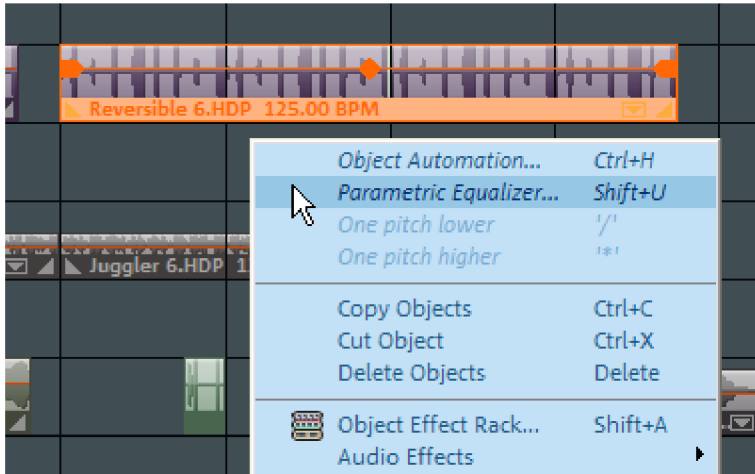 Reversible 6.HDP 125.00 BPM
Object Automation... Ctrl+H
Parametric Equalizer... Shift+U
One pitch lower '/'
One pitch higher '*'
Juggler 6.HDP 1
Copy Objects Ctrl+C
Cut Object Ctrl+X
Delete Objects Delete
Object Effect Rack... Shift+A
Audio Effects